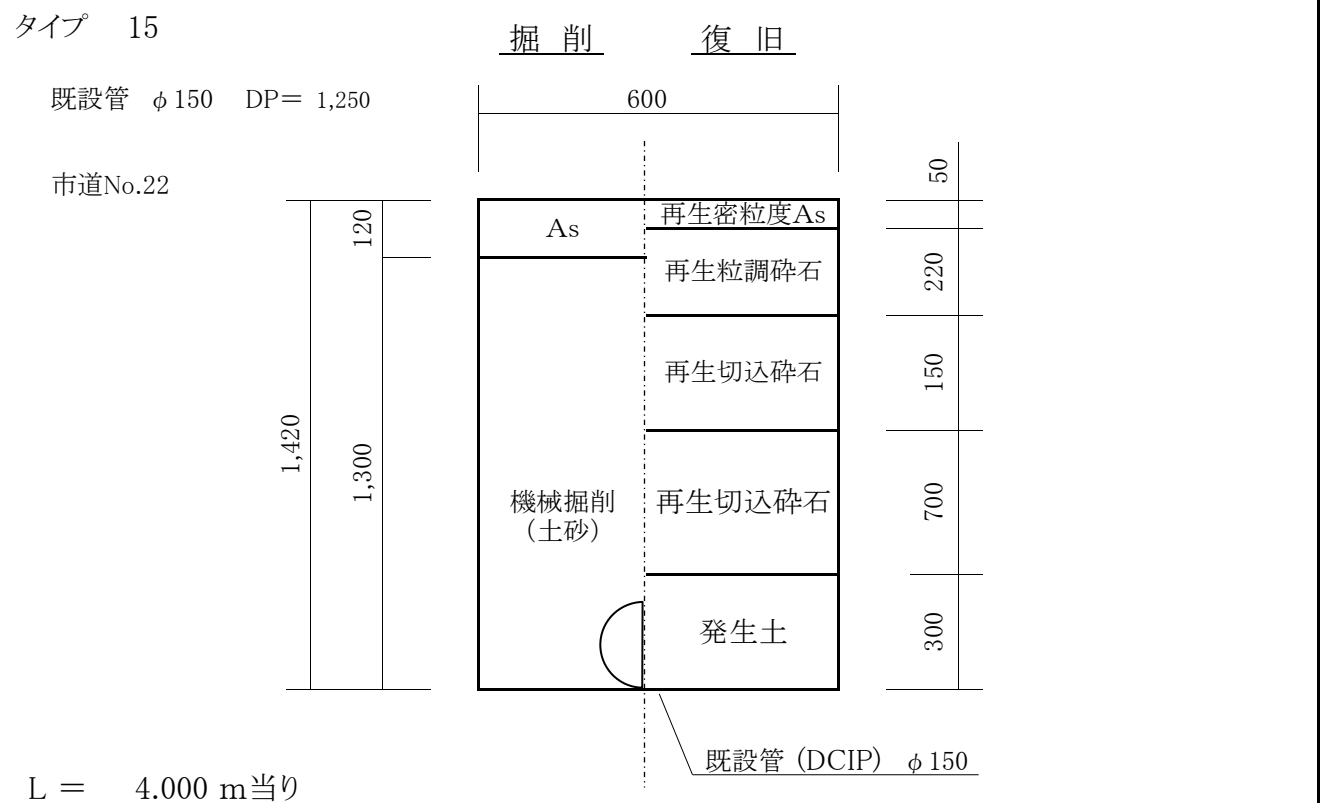 タイプ 15
掘 削 復 旧
既設管 φ150 DP＝ 1,250
600
市道No.22
50
120
As
再生密粒度As
再生粒調砕石
220
再生切込砕石
150
1,420
1,300
機械掘削
（土砂）
再生切込砕石
700
発生土
300
既設管（DCIP） φ150
L ＝ 4.000 m当り